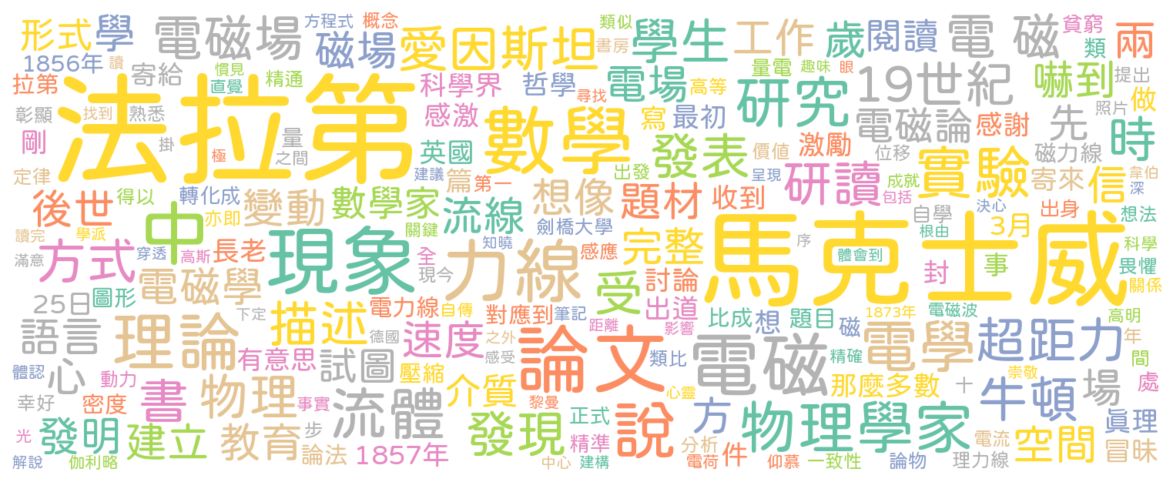 形式
學
電磁場
方程式
概念
類似
學生
工作
歲
閱讀
電
磁
貧窮
兩
1856年
讀
磁場
愛因斯坦
書房
量電
趣味
眼
類
拉第
寄給
慣見
直覺
精通
科學界
哲學
尋找
電場
高等
研究
19世紀
嚇到
提出
做
彰顯
找到
熟悉
法拉第
感激
數學
寫
最初
激勵
電磁論
感謝
先
照片
時
剛
掛
量
之間
極
英國
建議
篇
第一
出發
發表
價值
呈現
位移
成就
包括
磁力線
韋伯
深
定律
得以
轉化成
亦即
變動
數學家
關鍵
流線
想像
題材
收到
研讀
實驗
寄來
信
後世
讀完
學派
滿意
穿透
高斯
長老
中
現象
全
現今
知曉
力線
劍橋大學
感應
完整
受
討論
馬克士威
序
體會到
自學
根由
決心
出身
3月
想法
科學
畏懼
關係
封
事
方式
25日
圖形
電磁學
下定
電力線
自傳
對應到
筆記
出道
距離
影響
比成
想
題目
磁
1873年
電磁波
高明
年
間
語言
理論
描述
德國
速度
之外
感受
論文
類比
電磁
精確
電學
超距力
崇敬
體認
動力
有意思
試圖
壓縮
介質
心靈
那麼多數
十
牛頓
場
處
幸好
心
密度
書
物理
事實
流體
黎曼
發現
正式
說
方
物理學家
真理
光
解說
發明
伽利略
建立
教育
步
論法
1857年
中心
精準
建構
分析
電荷
件
仰慕
一致性
論物
電流
理力線
空間
冒昧